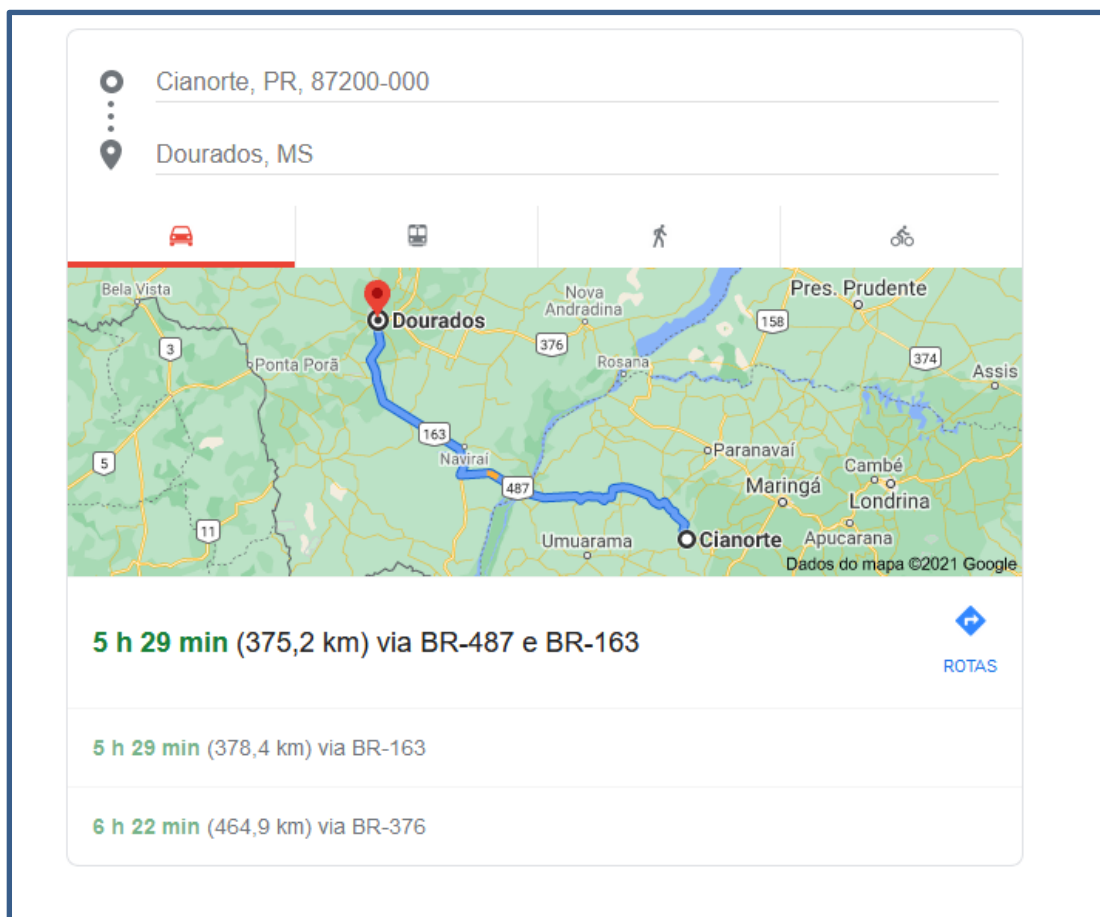 Cianorte, PR, 87200-000
Dourados, MS
Bela Vista
Nova
Andradina
Pres. Prudente
Dourados
158
3
376
374
Ponta Porã
Rosana
Assis
163
Naviraí
Paranavaí
5
Cambé
487
Maringá
Londrina
11
Umuarama
Cianorte
Apucarana
Dados do mapa ©2021 Google
5 h 29 min (375,2 km) via BR-487 e BR-163
ROTAS
5 h 29 min (378,4 km) via BR-163
6 h 22 min (464,9 km) via BR-376